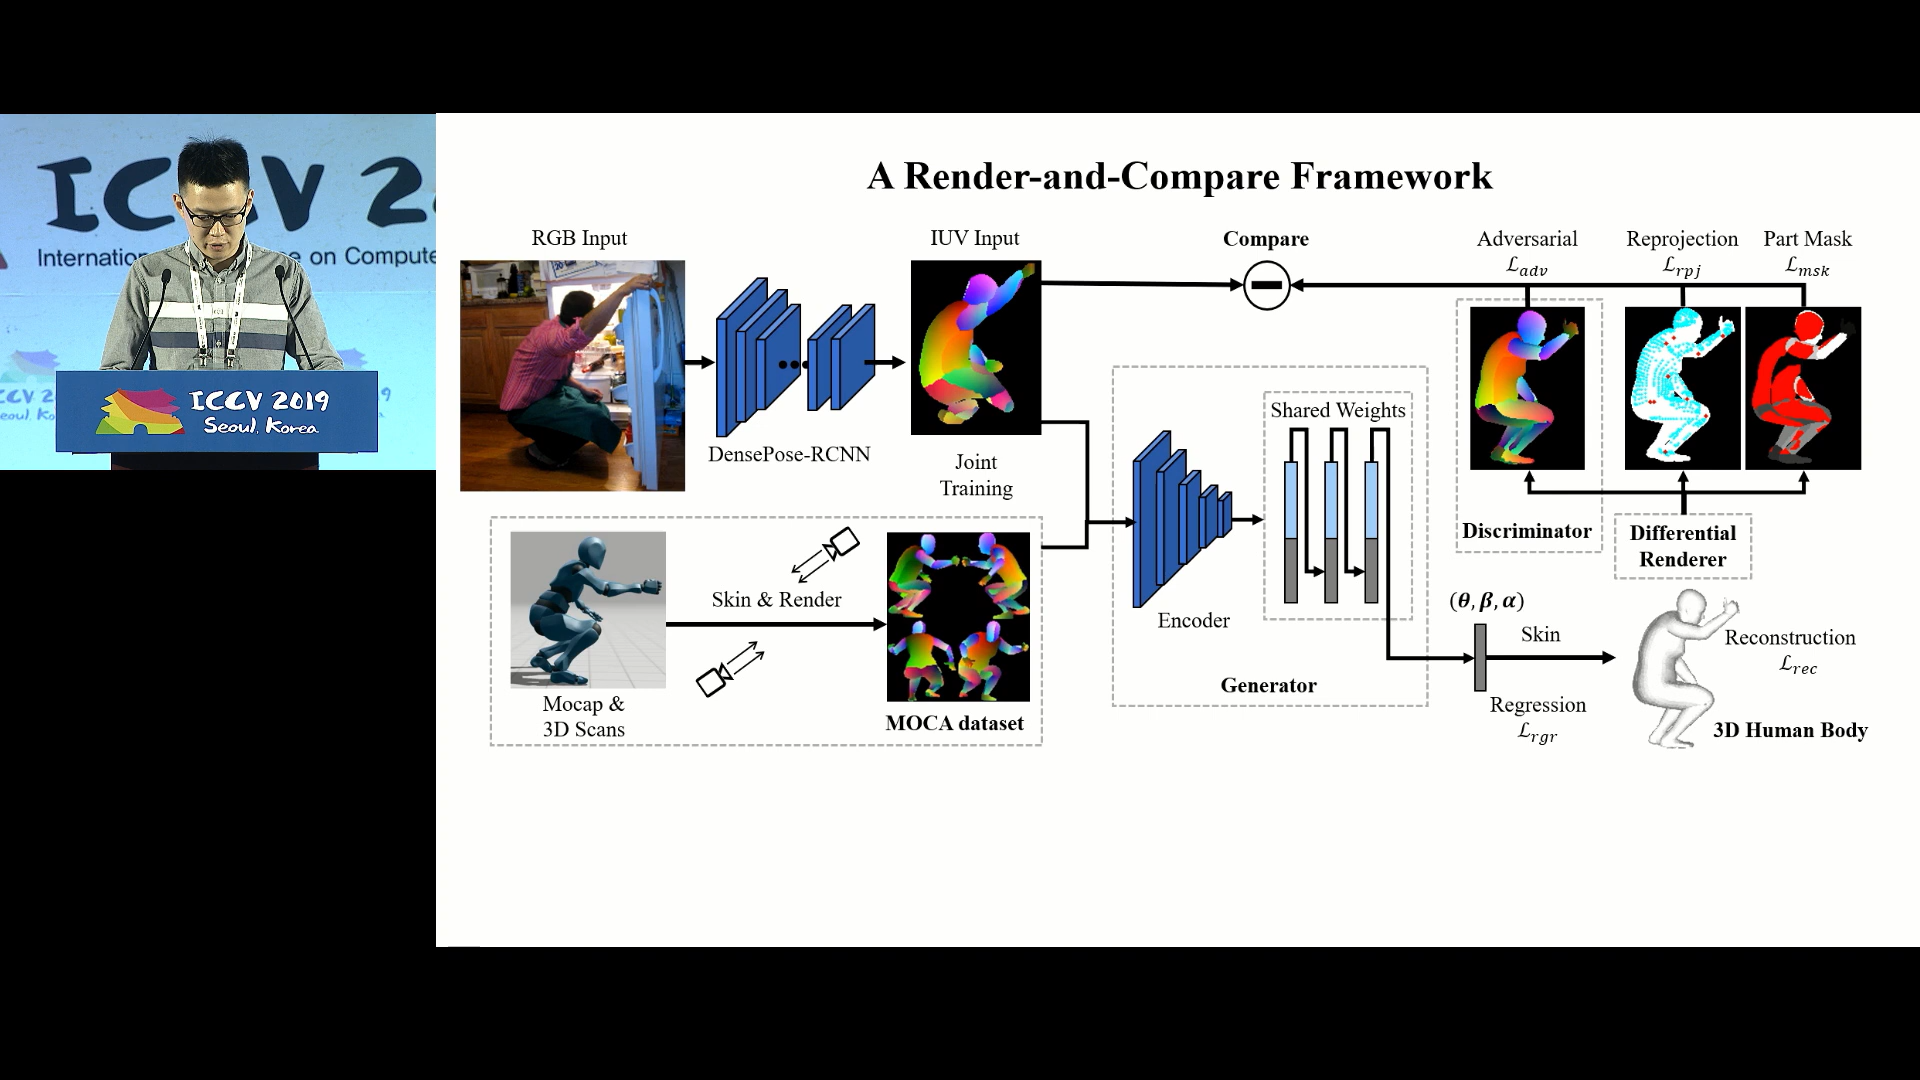 ICCV 2
Internation
e on Compute
ICCV 2019
Seoul, Korea
A Render-and-Compare Framework
RGB Input
IUV Input
Compare
Adversarial
ℒadv
Reprojection
ℒrpj
Part Mask
ℒmsk
DensePose-RCNN
Joint
Training
Shared Weights
Encoder
Generator
Discriminator
Differential
Renderer
Skin & Render
Mocap &
3D Scans
MOCA dataset
(θ, β, α)
Skin
Regression
ℒrgr
Reconstruction
ℒrec
3D Human Body